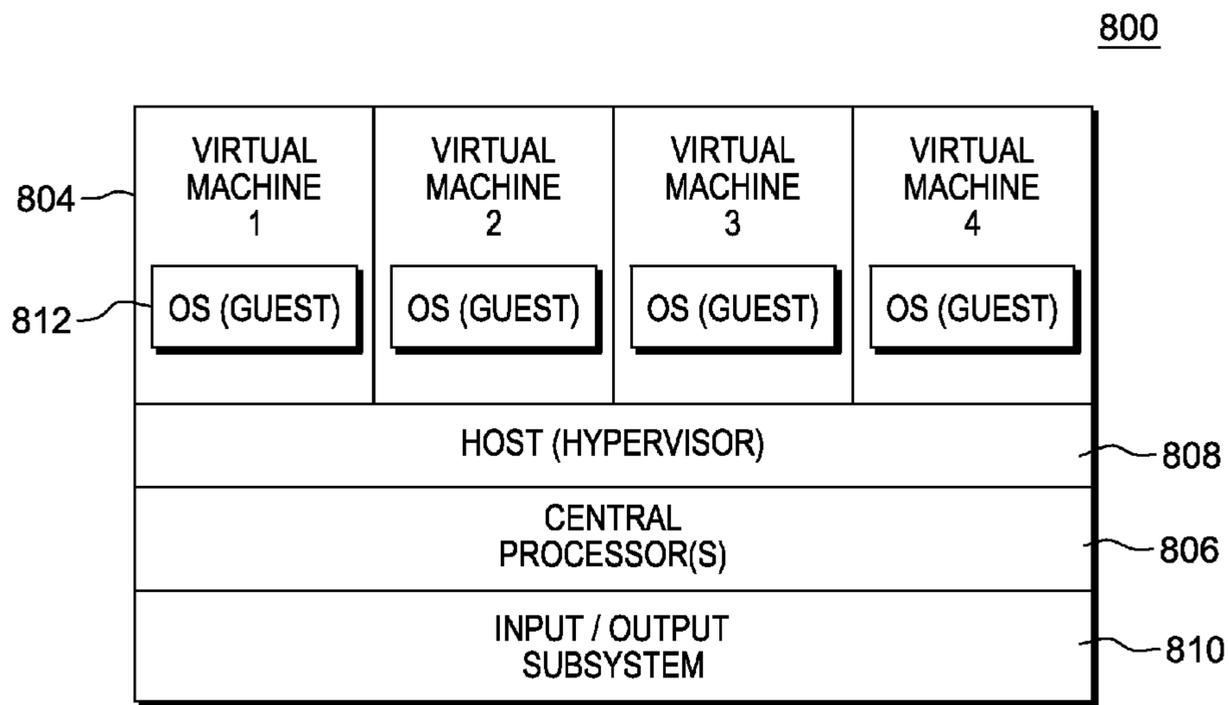 800
VIRTUAL
MACHINE
1
VIRTUAL
MACHINE
2
VIRTUAL
MACHINE
3
VIRTUAL
MACHINE
4
804
OS (GUEST)
OS (GUEST)
OS (GUEST)
OS (GUEST)
812
HOST (HYPERVISOR)
808
CENTRAL
PROCESSOR(S)
806
INPUT / OUTPUT
SUBSYSTEM
810